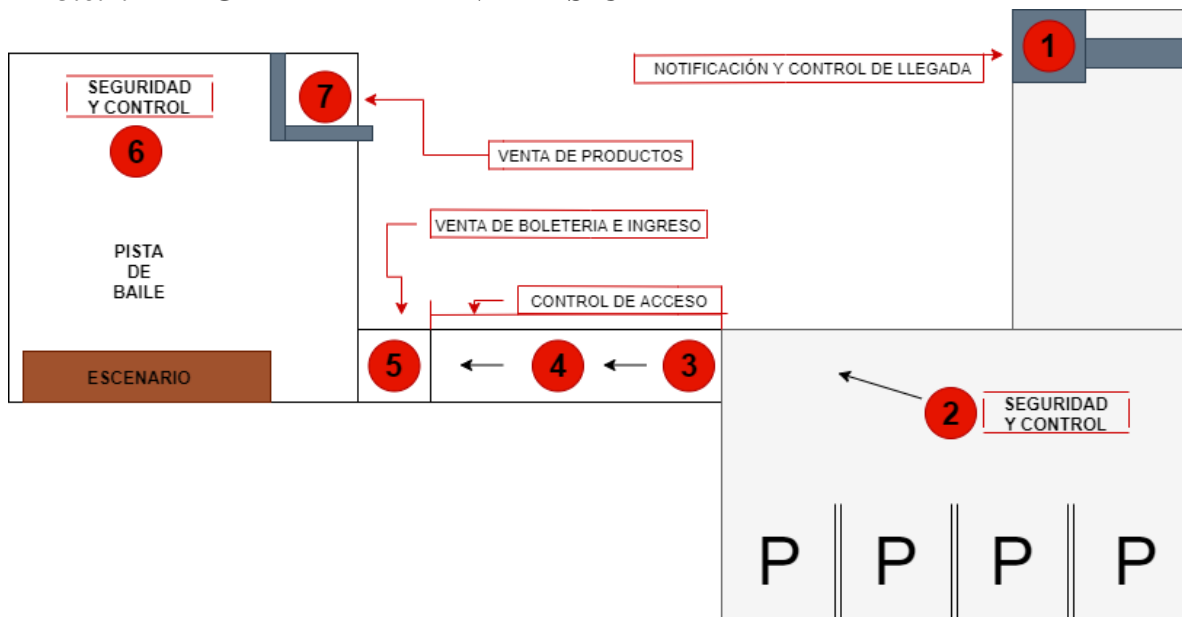 1
NOTIFICACIÓN Y CONTROL DE LLEGADA
SEGURIDAD
Y CONTROL
7
6
VENTA DE PRODUCTOS
VENTA DE BOLETERIA E INGRESO
PISTA
DE
BAILE
CONTROL DE ACCESO
ESCENARIO
5
4
3
2
SEGURIDAD
Y CONTROL
P P P P